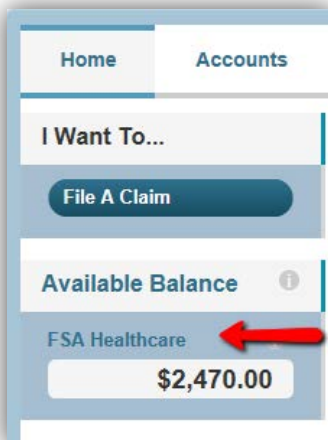 Home Accounts
I Want To...
File A Claim
Available Balance
FSA Healthcare
$2,470.00